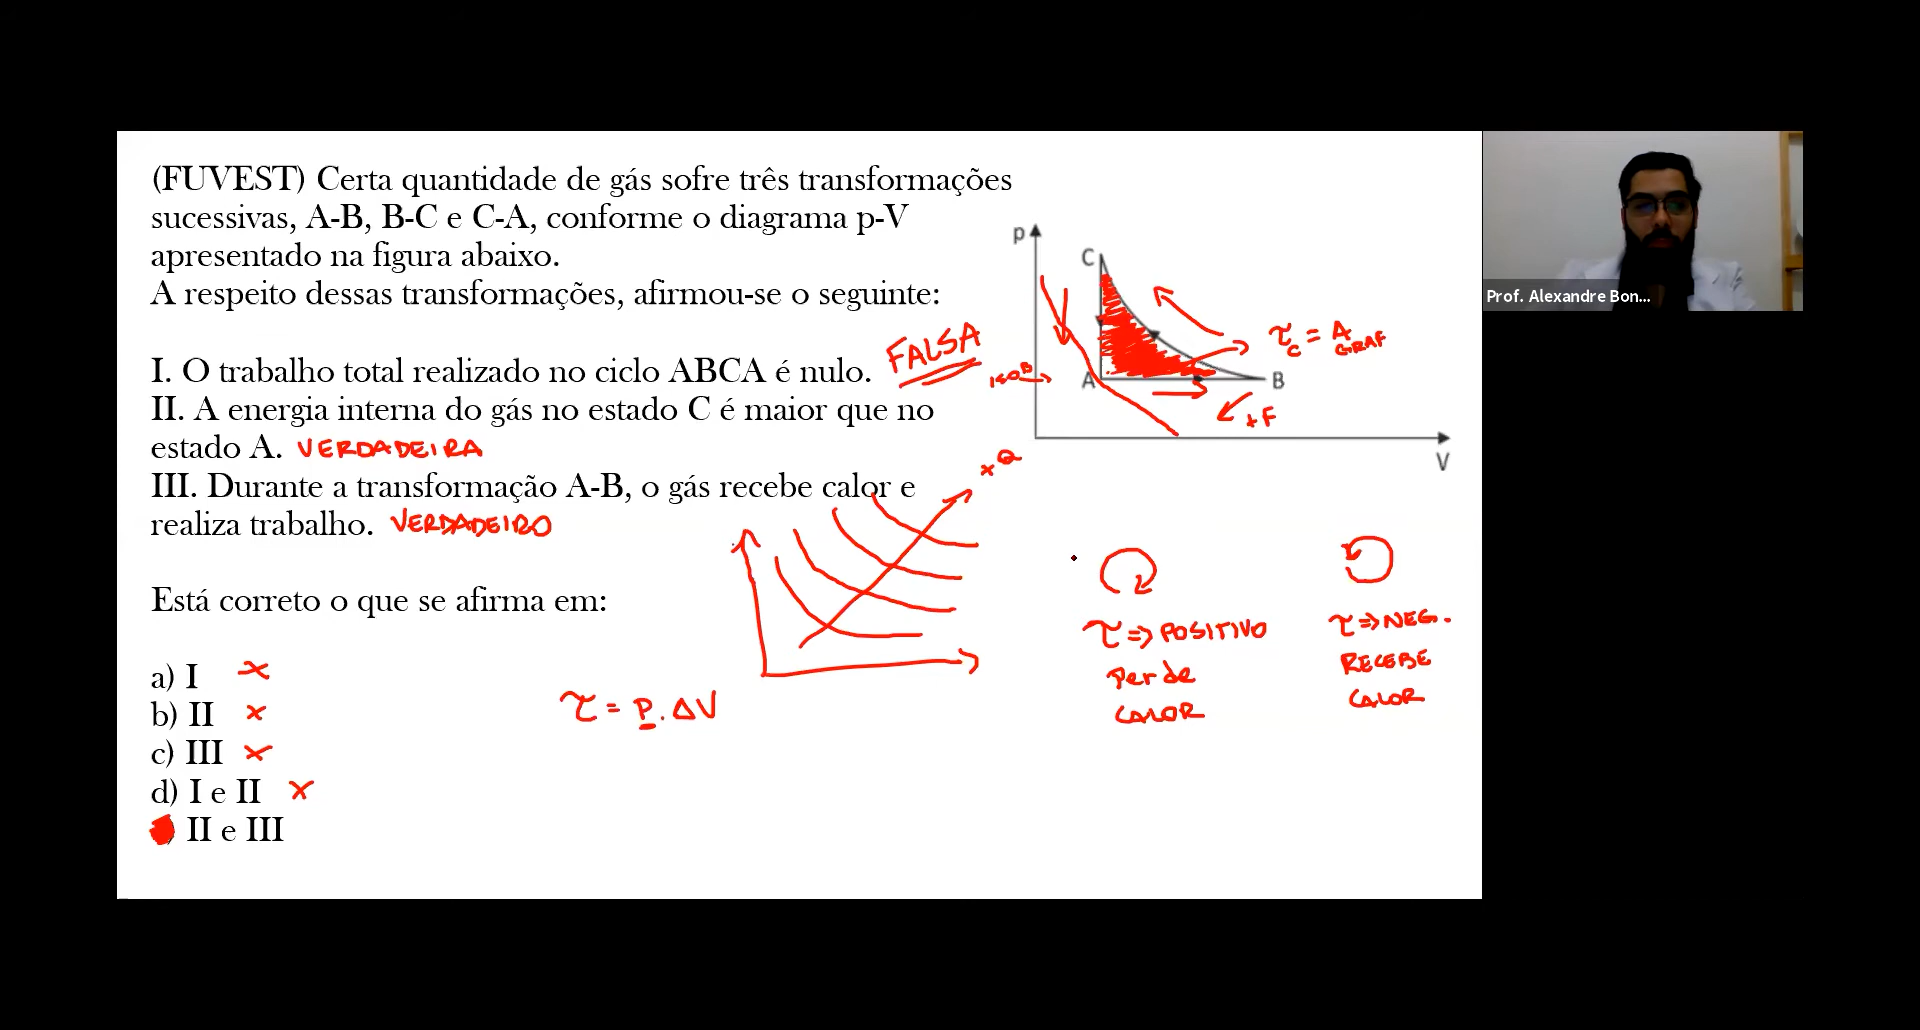 (FUVEST) Certa quantidade de gás sofre três transformações
sucessivas, A-B, B-C e C-A, conforme o diagrama p-V
apresentado na figura abaixo.
A respeito dessas transformações, afirmou-se o seguinte:
I. O trabalho total realizado no ciclo ABCA é nulo. FALSA
II. A energia interna do gás no estado C é maior que no
estado A. VERDADEIRA
III. Durante a transformação A-B, o gás recebe calor e
realiza trabalho. VERDADEIRO
Está correto o que se afirma em:
a) I x
b) II x
c) III x
d) I e II x
II e III
τ = P. ΔV
p
C
A
B
V
ISOB
τc = A GRAF
+F
+Q
τ => POSITIVO
Perde
CALOR
τ => NEG.
RECEBE
CALOR
Prof. Alexandre Bon...